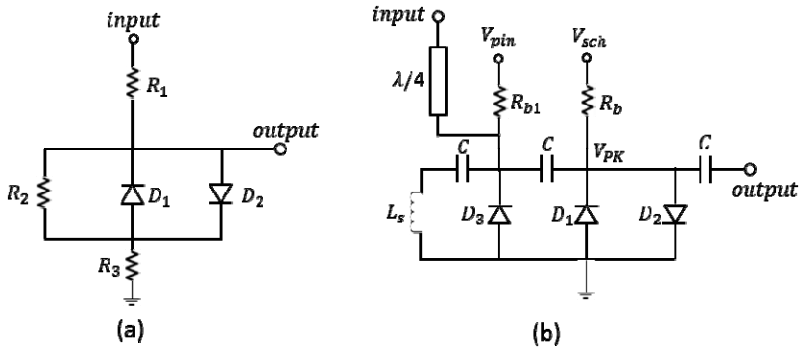 input
R1
output
R2
D1
D2
R3
(a)
input
λ/4
Vpin
Rb1
Vsch
Rb
C
C
VPK
C
output
Ls
D3
D1
D2
(b)